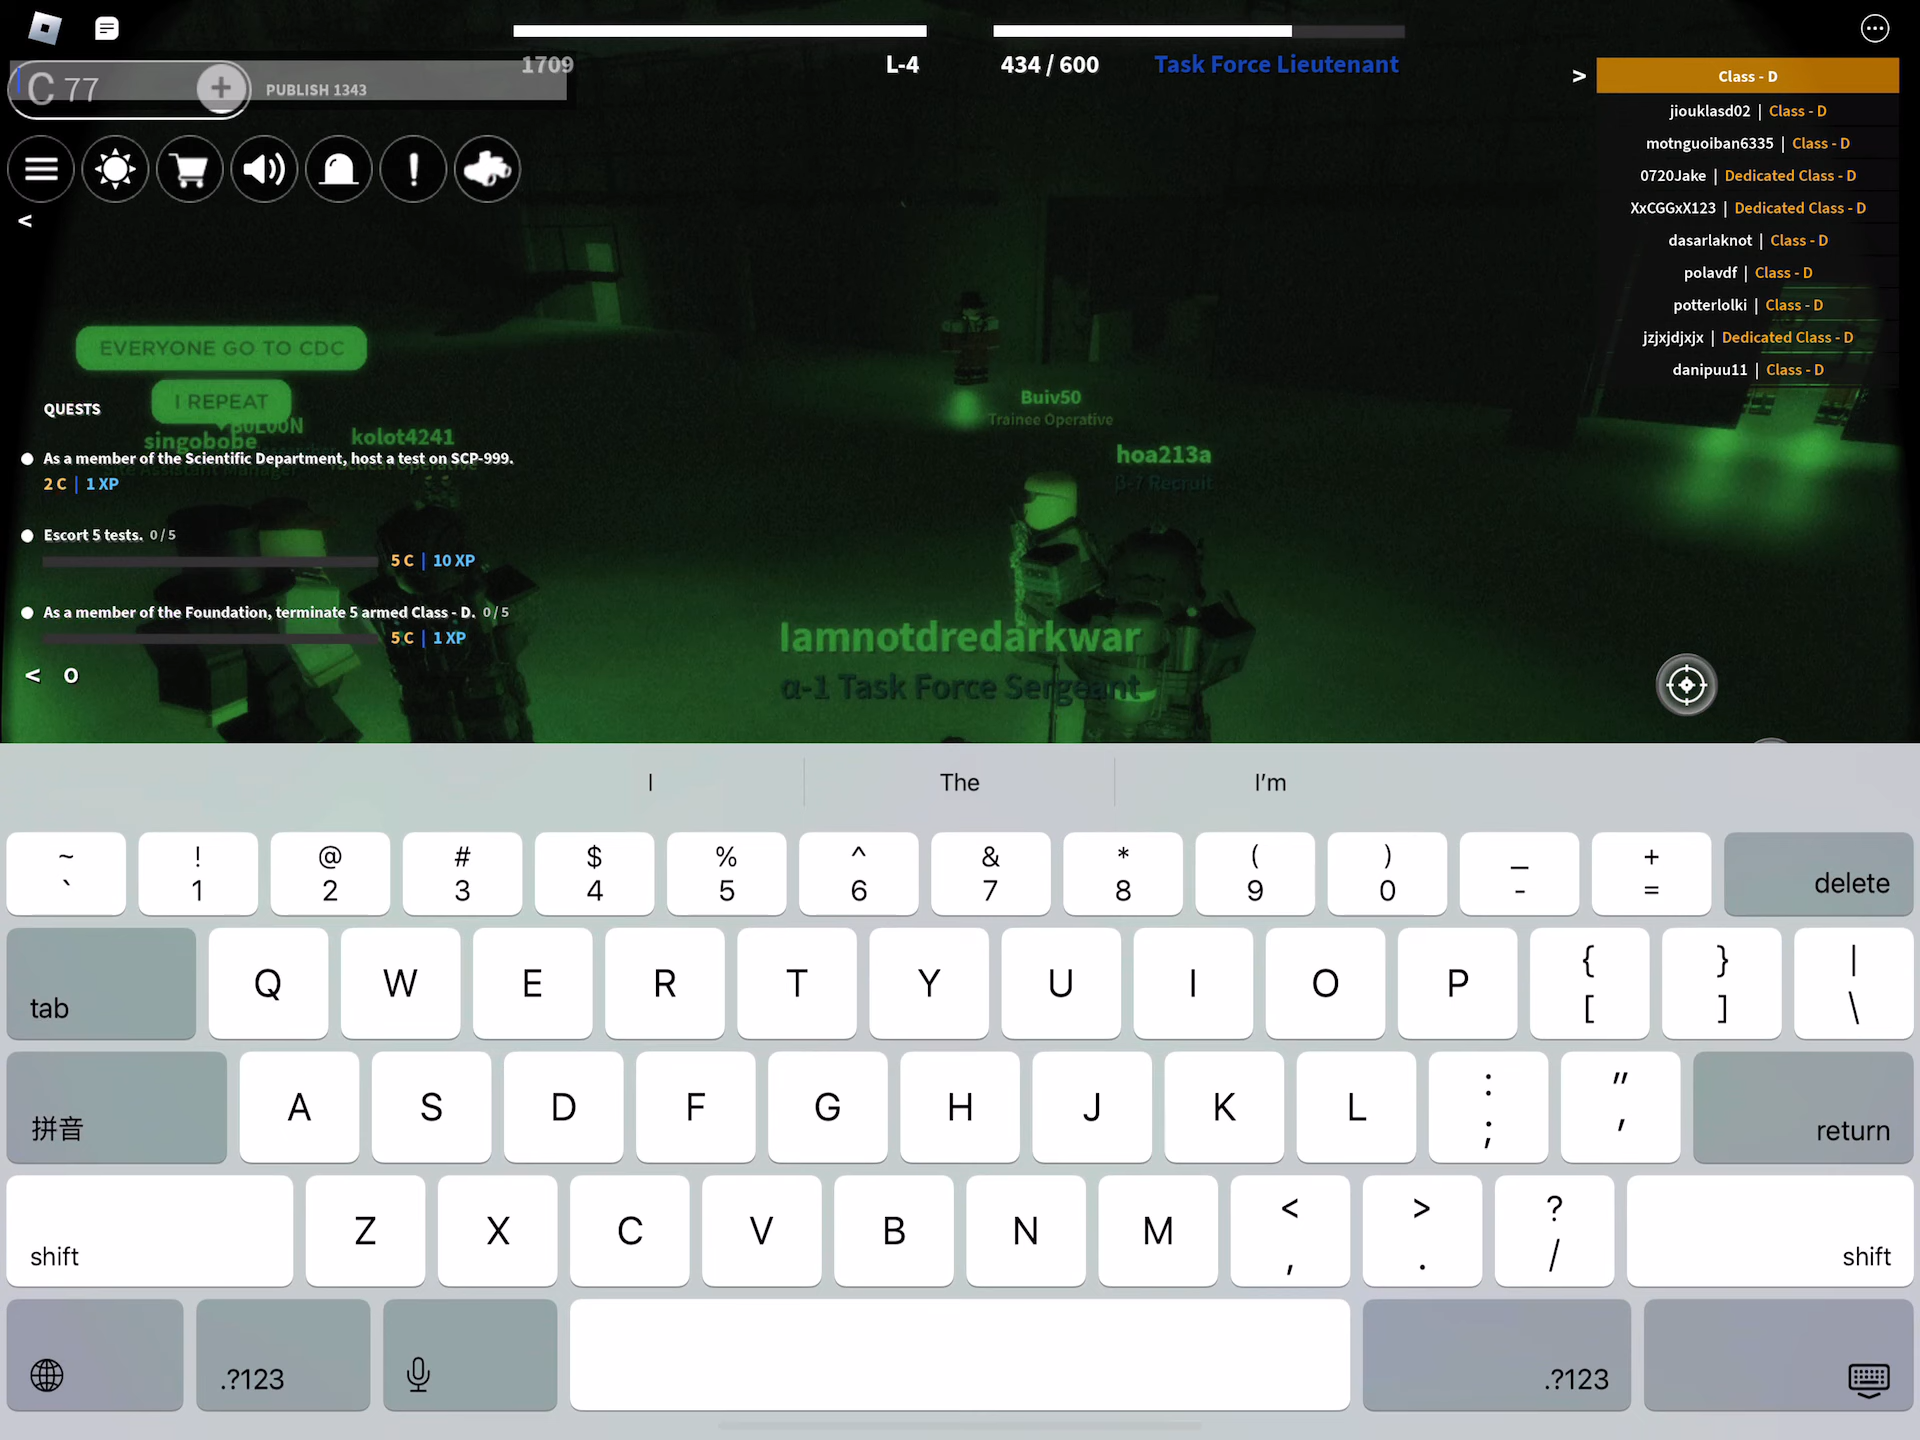 1709
L-4
434 / 600
Task Force Lieutenant
C 77
PUBLISH 1343
<
EVERYONE GO TO CDC
I REPEAT
singobobe
kolot4241
QUESTS
As a member of the Scientific Department, host a test on SCP-999.
2 C | 1 XP
Escort 5 tests. 0 / 5
5 C | 10 XP
As a member of the Foundation, terminate 5 armed Class - D. 0 / 5
5 C | 1 XP
< O
Buiv50
Trainee Operative
hoa213a
β-7 Recruit
Iamnotdredarkwar
α-1 Task Force Sergeant
> Class - D
jiouklasd02 | Class - D
motnguoiban6335 | Class - D
0720Jake | Dedicated Class - D
XxCGGxX123 | Dedicated Class - D
dasarlaknot | Class - D
polavdf | Class - D
potterlolki | Class - D
jzjxjdjxjx | Dedicated Class - D
danipuu11 | Class - D
I The I'm
~ ! @ # $ % ^ & * ( ) _ +
` 1 2 3 4 5 6 7 8 9 0 - = delete
tab Q W E R T Y U I O P { [ } ] | \
拼音 A S D F G H J K L : ; " ' return
shift Z X C V B N M < , > . ? / shift
.?123 .?123